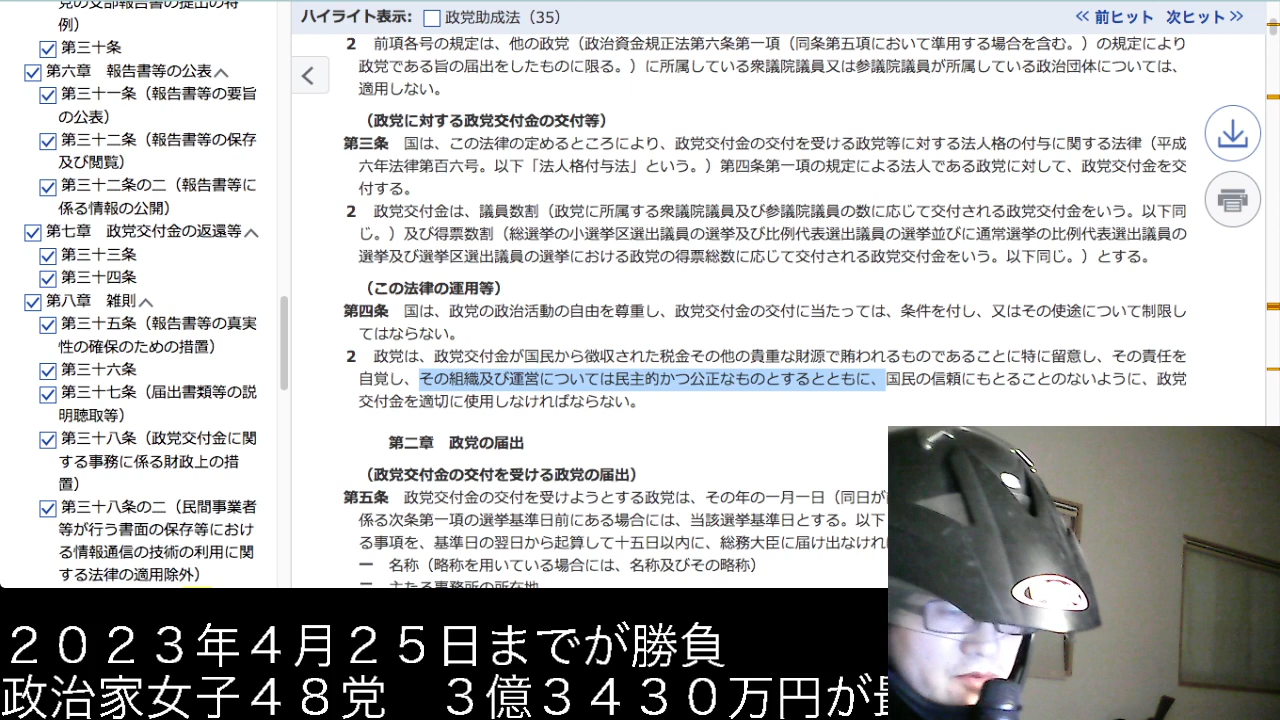 党の支部報告書の提出の特
例）
第三十条
第六章　報告書等の公表
第三十一条（報告書等の要旨
の公表）
第三十二条（報告書等の保存
及び閲覧）
第三十二条の二（報告書等に
係る情報の公開）
第七章　政党交付金の返還等
第三十三条
第三十四条
第八章　雑則
第三十五条（報告書等の真実
性の確保のための措置）
第三十六条
第三十七条（届出書類等の説
明聴取等）
第三十八条（政党交付金に関
する事務に係る財政上の措
置）
第三十八条の二（民間事業者
等が行う書面の保存等におけ
る情報通信の技術の利用に関
する法律の適用除外）
ハイライト表示: 政党助成法（35） << 前ヒット 次ヒット >>
２　前項各号の規定は、他の政党（政治資金規正法第六条第一項（同条第五項において準用する場合を含む。）の規定により
政党である旨の届出をしたものに限る。）に所属している衆議院議員又は参議院議員が所属している政治団体については、
適用しない。
（政党に対する政党交付金の交付等）
第三条　国は、この法律の定めるところにより、政党交付金の交付を受ける政党等に対する法人格の付与に関する法律（平成
六年法律第百六号。以下「法人格付与法」という。）第四条第一項の規定による法人である政党に対して、政党交付金を交
付する。
２　政党交付金は、議員数割（政党に所属する衆議院議員及び参議院議員の数に応じて交付される政党交付金をいう。以下同
じ。）及び得票数割（総選挙の小選挙区選出議員の選挙及び比例代表選出議員の選挙並びに通常選挙の比例代表選出議員の
選挙及び選挙区選出議員の選挙における政党の得票総数に応じて交付される政党交付金をいう。以下同じ。）とする。
（この法律の運用等）
第四条　国は、政党の政治活動の自由を尊重し、政党交付金の交付に当たっては、条件を付し、又はその使途について制限し
てはならない。
２　政党は、政党交付金が国民から徴収された税金その他の貴重な財源で賄われるものであることに特に留意し、その責任を
自覚し、その組織及び運営については民主的かつ公正なものとするとともに、国民の信頼にもとることのないように、政党
交付金を適切に使用しなければならない。
第二章　政党の届出
（政党交付金の交付を受ける政党の届出）
第五条　政党交付金の交付を受けようとする政党は、その年の一月一日（同日が
係る次条第一項の選挙基準日前にある場合には、当該選挙基準日とする。以下
る事項を、基準日の翌日から起算して十五日以内に、総務大臣に届け出なければ
一　名称（略称を用いている場合には、名称及びその略称）
二　主たる事務所の所在地
２０２３年４月２５日までが勝負
政治家女子４８党　３億３４３０万円が